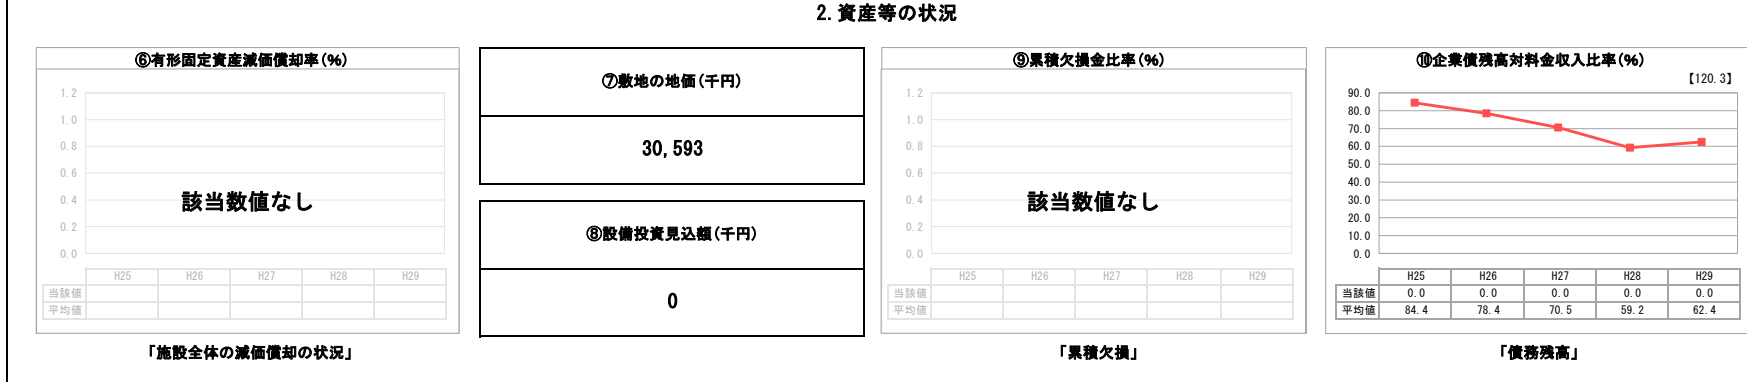 2.資産等の状況
⑥有形固定資産減価償却率(%)
1.2
1.0
0.8
0.6
0.4
0.2
0.0
該当数値なし
H25 H26 H27 H28 H29
当該値
平均値
「施設全体の減価償却の状況」
⑦敷地の地価(千円)
30,593
⑧設備投資見込額(千円)
0
⑨累積欠損金比率(%)
1.2
1.0
0.8
0.6
0.4
0.2
0.0
該当数値なし
H25 H26 H27 H28 H29
当該値
平均値
「累積欠損」
⑩企業債残高対料金収入比率(%)
【120.3】
90.0
80.0
70.0
60.0
50.0
40.0
30.0
20.0
10.0
0.0
H25 H26 H27 H28 H29
当該値 0.0 0.0 0.0 0.0 0.0
平均値 84.4 78.4 70.5 59.2 62.4
「債務残高」